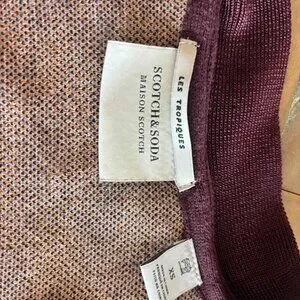 SCOTCH&SODA
MAISON SCOTCH
LES TROPIQUES
XS